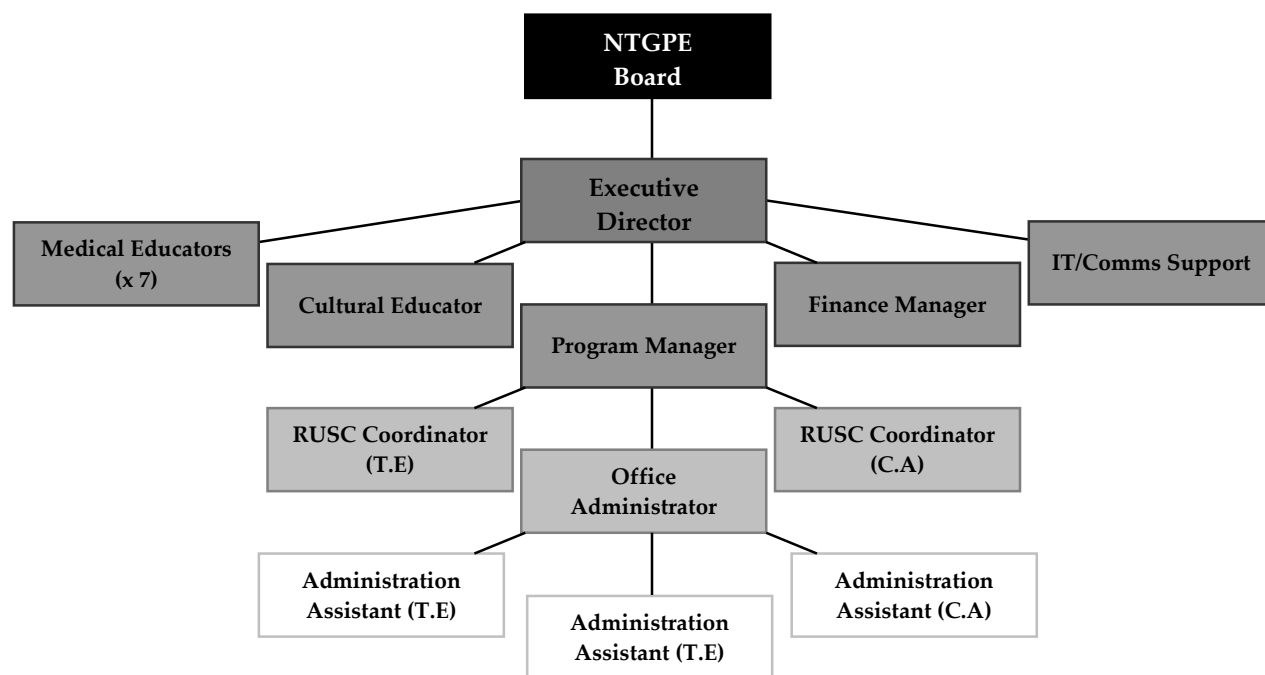 NTGPE
Board
Executive
Director
Medical Educators
(x 7)
Cultural Educator
Program Manager
Finance Manager
IT/Comms Support
RUSC Coordinator
(T.E)
RUSC Coordinator
(C.A)
Office
Administrator
Administration
Assistant (T.E)
Administration
Assistant (T.E)
Administration
Assistant (C.A)